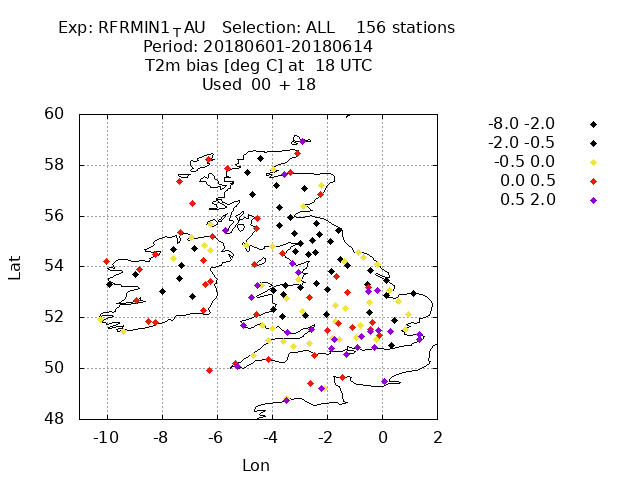 Exp: RFRMIN1TAU Selection: ALL 156 stations
Period: 20180601-20180614
T2m bias [deg C] at 18 UTC
Used 00 + 18
60
58
56
54
52
50
48
-10 -8 -6 -4 -2 0 2
Lat
Lon
-8.0 -2.0
-2.0 -0.5
-0.5 0.0
0.0 0.5
0.5 2.0